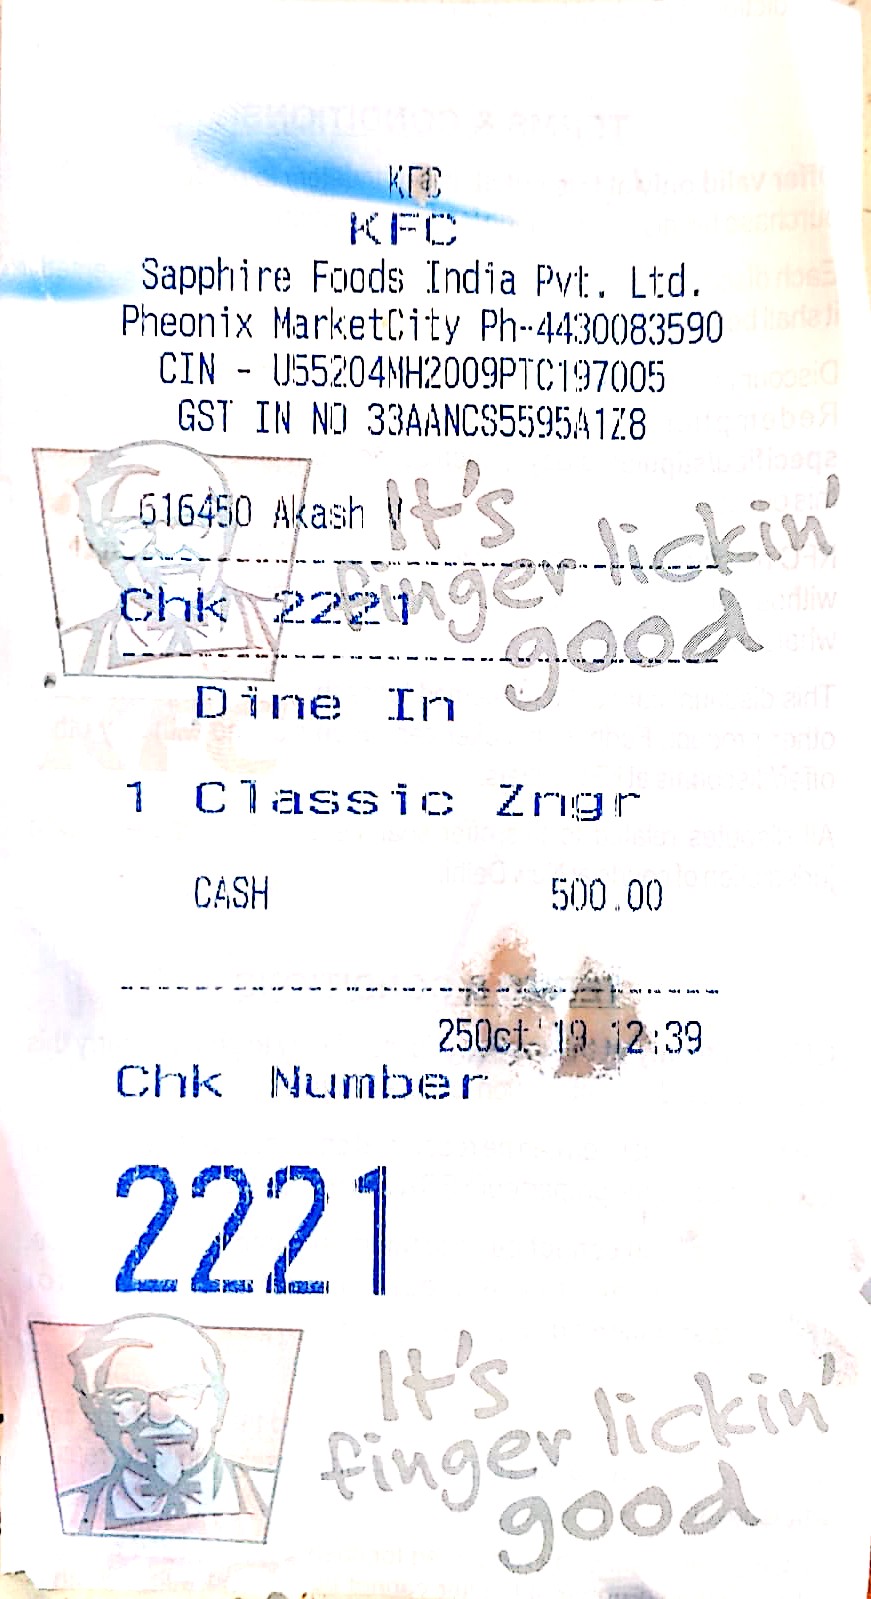 KFC
KFC
Sapphire Foods India Pvt. Ltd.
Pheonix MarketCity Ph-4430083590
CIN - U55204MH2009PTC197005
GST IN NO 33AANCS5595A1Z8
616450 Akash V
It's
finger lickin'
good
Chk 2221
Dine In
1 Classic Zngr
CASH 500.00
25Oct'19 12:39
Chk Number
2221
It's
finger lickin'
good